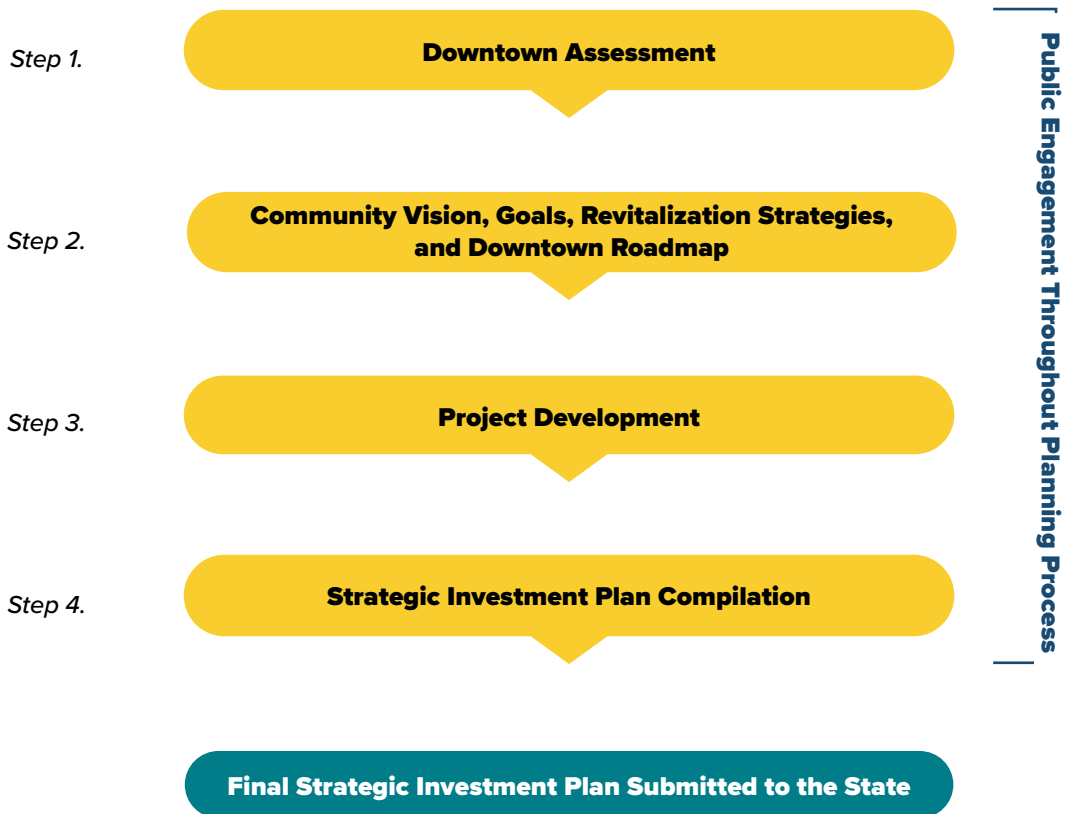 Step 1.
Downtown Assessment
Step 2.
Community Vision, Goals, Revitalization Strategies,
and Downtown Roadmap
Step 3.
Project Development
Step 4.
Strategic Investment Plan Compilation
Final Strategic Investment Plan Submitted to the State
Public Engagement Throughout Planning Process